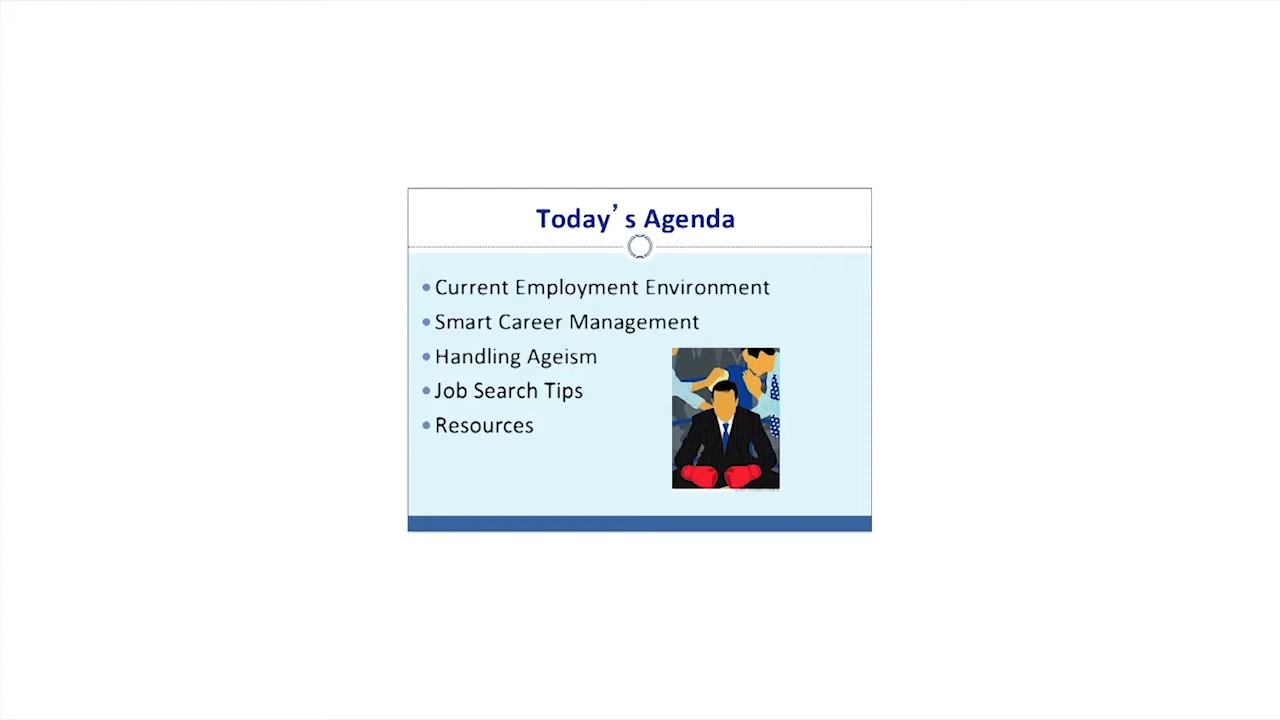 Today's Agenda
• Current Employment Environment
• Smart Career Management
• Handling Ageism
• Job Search Tips
• Resources